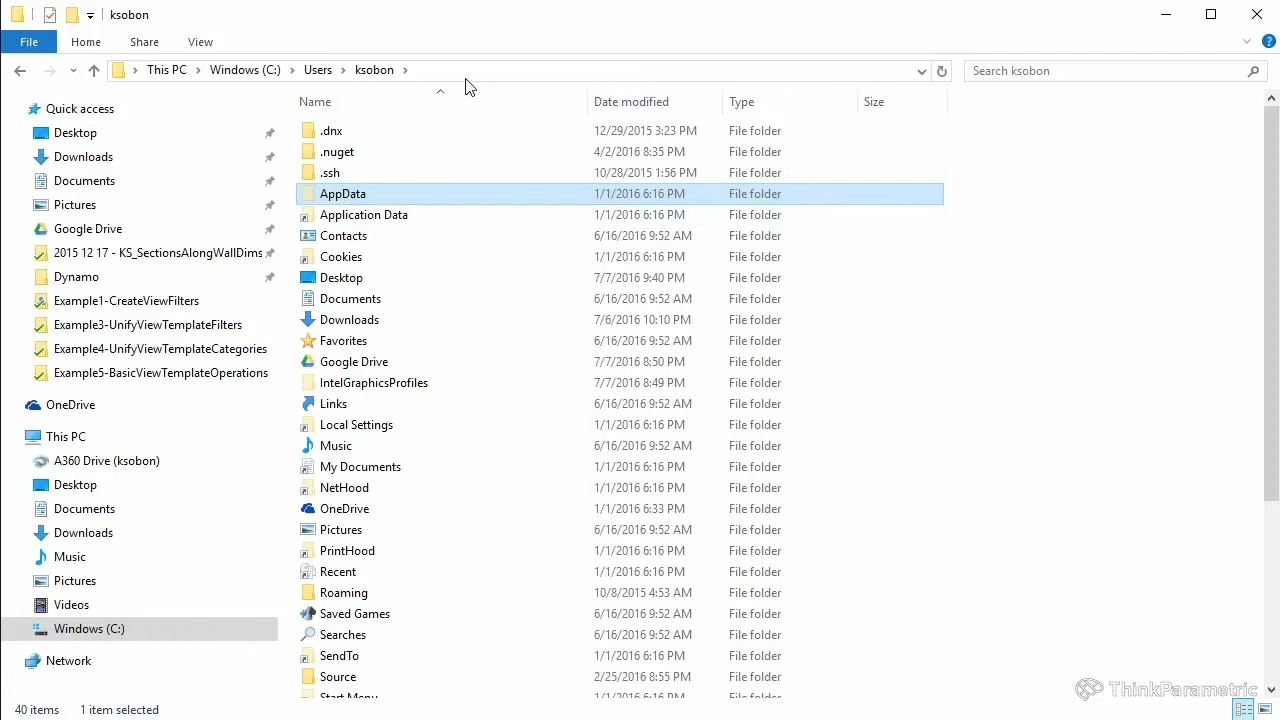 ksobon
File Home Share View
This PC Windows (C:) Users ksobon
Search ksobon
Name Date modified Type Size
Quick access
Desktop
Downloads
Documents
Pictures
Google Drive
2015 12 17 - KS_SectionsAlongWallDims
Dynamo
Example1-CreateViewFilters
Example3-UnifyViewTemplateFilters
Example4-UnifyViewTemplateCategories
Example5-BasicViewTemplateOperations
OneDrive
This PC
A360 Drive (ksobon)
Desktop
Documents
Downloads
Music
Pictures
Videos
Windows (C:)
Network
.dnx 12/29/2015 3:23 PM File folder
.nuget 4/2/2016 8:35 PM File folder
.ssh 10/28/2015 1:56 PM File folder
AppData 1/1/2016 6:16 PM File folder
Application Data 1/1/2016 6:16 PM File folder
Contacts 6/16/2016 9:52 AM File folder
Cookies 1/1/2016 6:16 PM File folder
Desktop 7/7/2016 9:40 PM File folder
Documents 6/16/2016 9:52 AM File folder
Downloads 7/6/2016 10:10 PM File folder
Favorites 6/16/2016 9:52 AM File folder
Google Drive 7/7/2016 8:50 PM File folder
IntelGraphicsProfiles 7/7/2016 8:49 PM File folder
Links 6/16/2016 9:52 AM File folder
Local Settings 1/1/2016 6:16 PM File folder
Music 6/16/2016 9:52 AM File folder
My Documents 1/1/2016 6:16 PM File folder
NetHood 1/1/2016 6:16 PM File folder
OneDrive 1/1/2016 6:33 PM File folder
Pictures 6/16/2016 9:52 AM File folder
PrintHood 1/1/2016 6:16 PM File folder
Recent 1/1/2016 6:16 PM File folder
Roaming 10/8/2015 4:53 AM File folder
Saved Games 6/16/2016 9:52 AM File folder
Searches 6/16/2016 9:52 AM File folder
SendTo 1/1/2016 6:16 PM File folder
Source 2/25/2016 8:55 PM File folder
Start Menu 1/1/2016 6:16 PM File folder
ThinkParametric
40 items 1 item selected